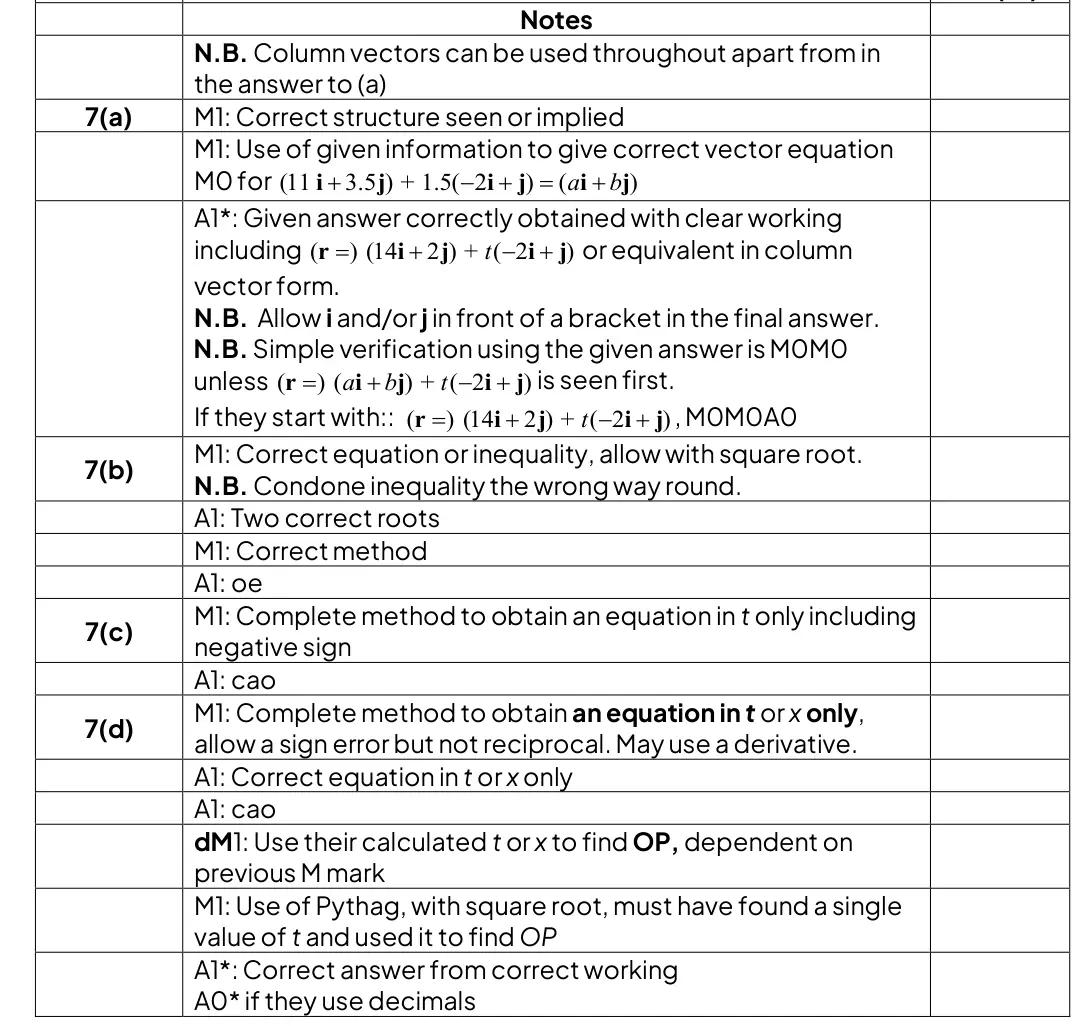 Notes
N.B. Column vectors can be used throughout apart from in
the answer to (a)
7(a)
M1: Correct structure seen or implied
M1: Use of given information to give correct vector equation
M0 for (11 i + 3.5j) + 1.5(−2i + j) = (ai + bj)
A1*: Given answer correctly obtained with clear working
including (r =) (14i + 2j) + t(−2i + j) or equivalent in column
vector form.
N.B. Allow i and/or j in front of a bracket in the final answer.
N.B. Simple verification using the given answer is M0M0
unless (r =) (ai + bj) + t(−2i + j) is seen first.
If they start with:: (r =) (14i + 2j) + t(−2i + j) , M0M0A0
7(b)
M1: Correct equation or inequality, allow with square root.
N.B. Condone inequality the wrong way round.
A1: Two correct roots
M1: Correct method
A1: oe
7(c)
M1: Complete method to obtain an equation in t only including
negative sign
A1: cao
7(d)
M1: Complete method to obtain an equation in t or x only,
allow a sign error but not reciprocal. May use a derivative.
A1: Correct equation in t or x only
A1: cao
dM1: Use their calculated t or x to find OP, dependent on
previous M mark
M1: Use of Pythag, with square root, must have found a single
value of t and used it to find OP
A1*: Correct answer from correct working
A0* if they use decimals